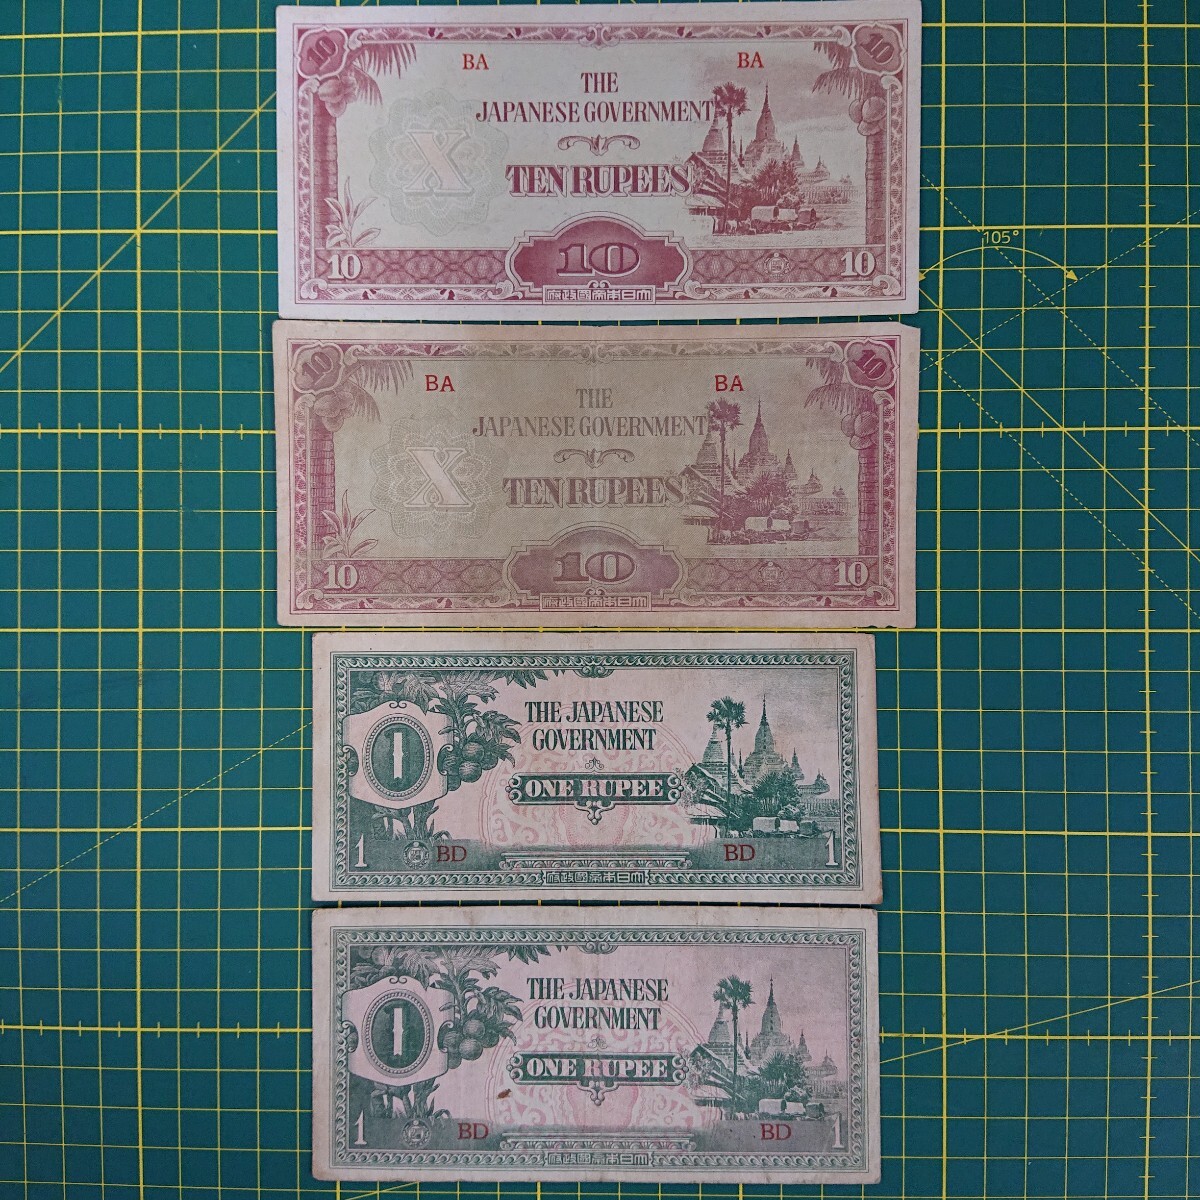 10 BA BA 10
THE
JAPANESE GOVERNMENT
X
TEN RUPEES
10 10 10
府政國帝本日大
105°
10 BA BA 10
THE
JAPANESE GOVERNMENT
X
TEN RUPEES
10 10 10
府政國帝本日大
THE JAPANESE
GOVERNMENT
1
ONE RUPEE
1 BD BD 1
府政國帝本日大
THE JAPANESE
GOVERNMENT
1
ONE RUPEE
1 BD BD 1
府政國帝本日大